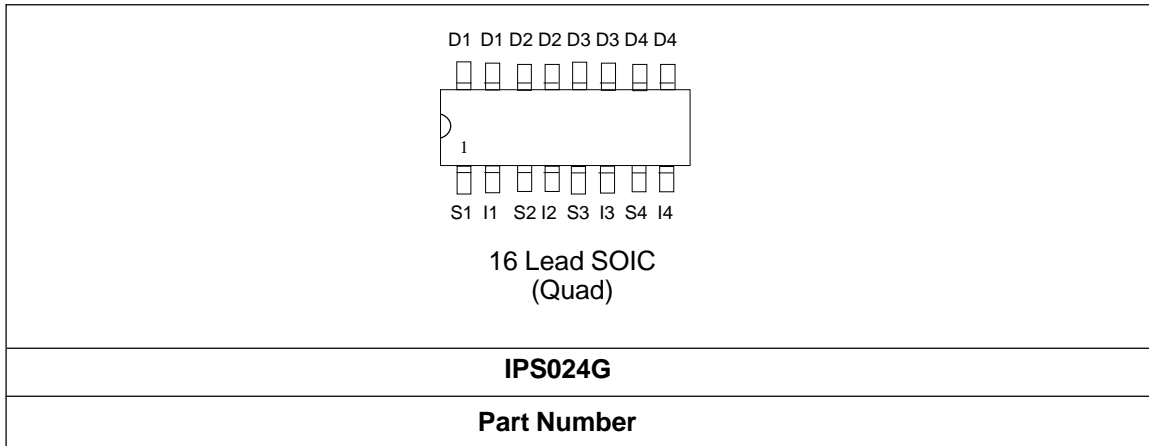 D1 D1 D2 D2 D3 D3 D4 D4
1
S1 I1 S2 I2 S3 I3 S4 I4
16 Lead SOIC
(Quad)
IPS024G
Part Number